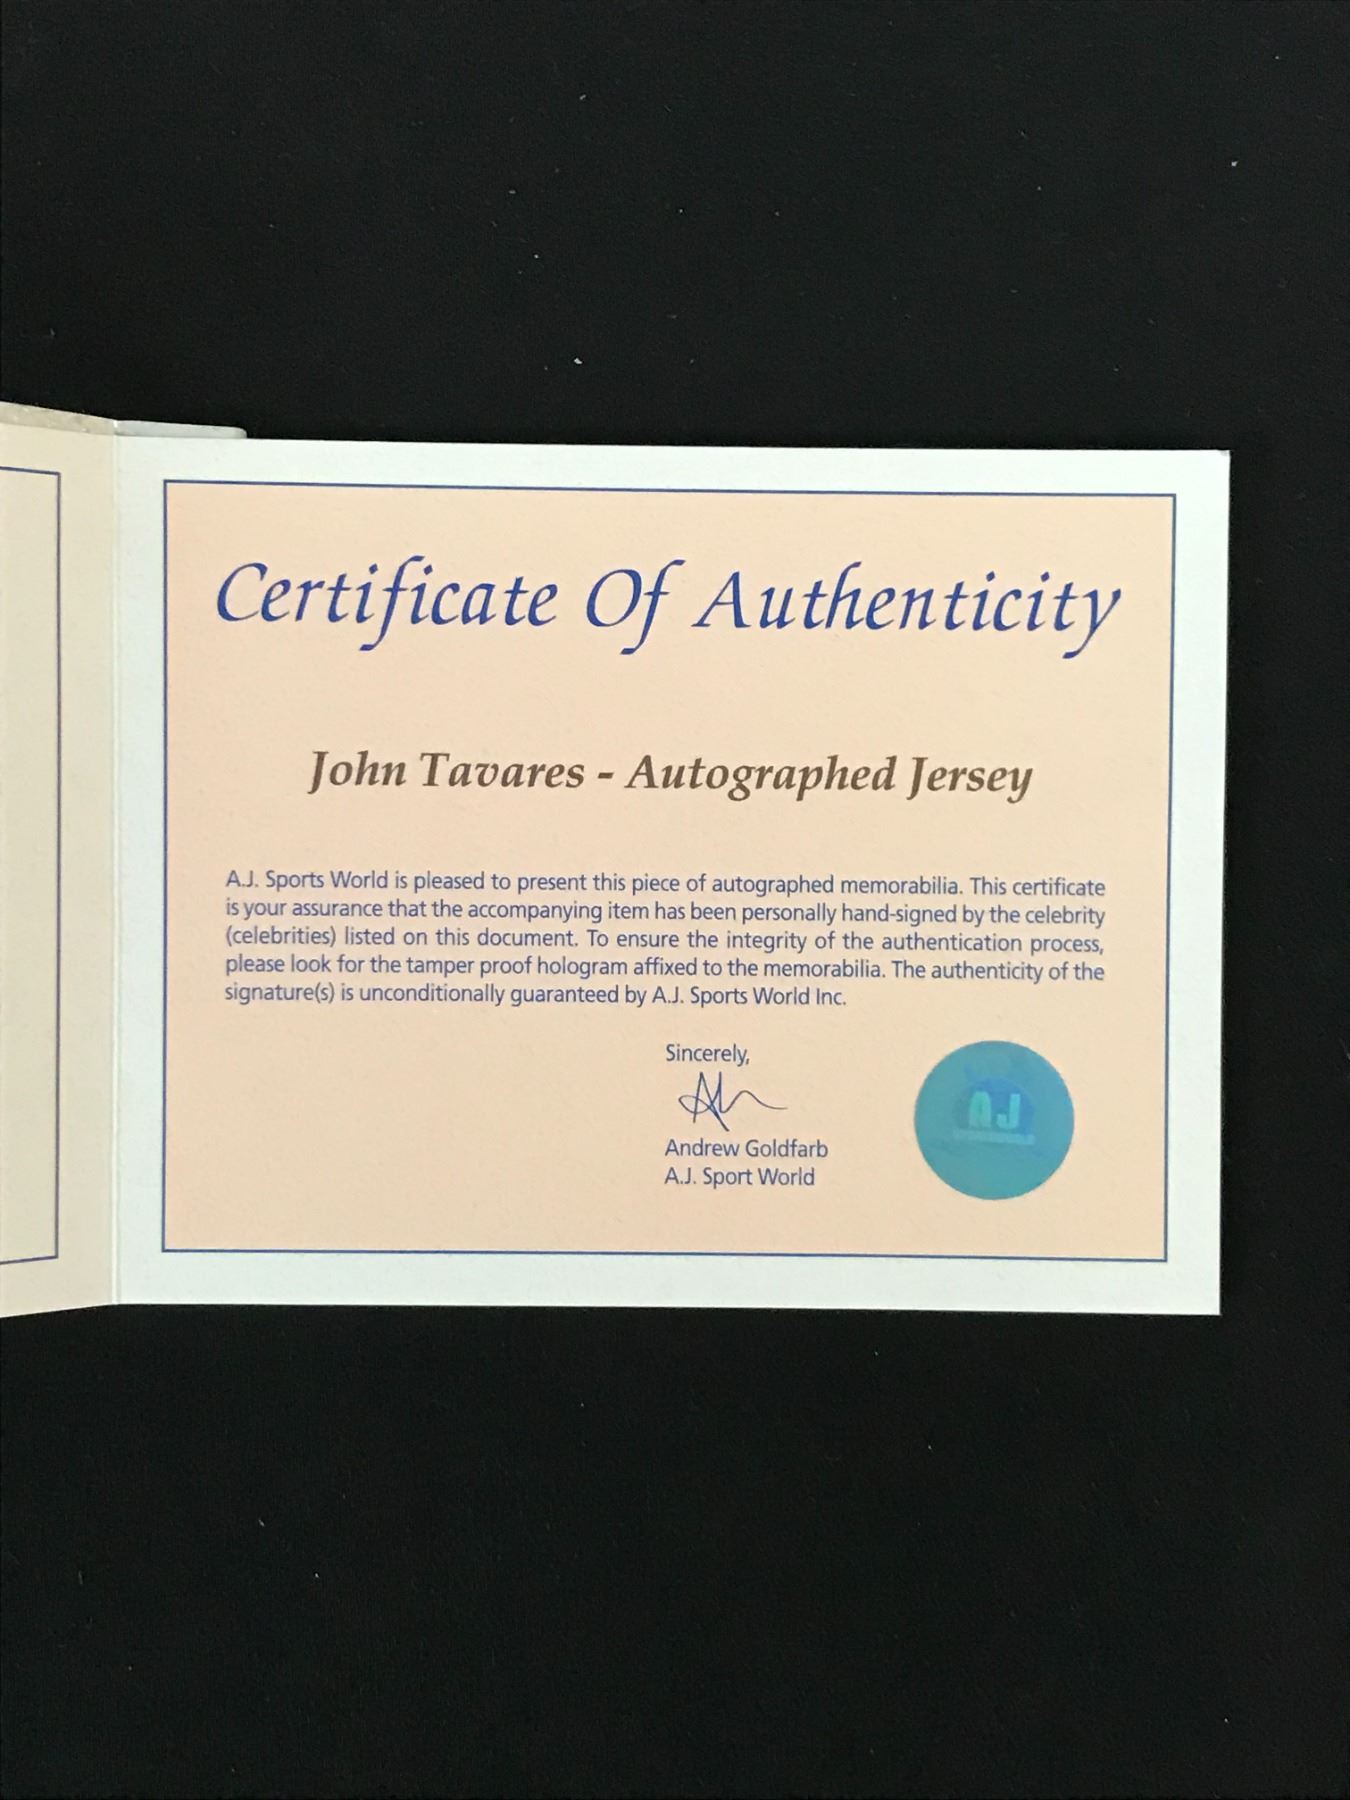 Certificate Of Authenticity
John Tavares - Autographed Jersey
A.J. Sports World is pleased to present this piece of autographed memorabilia. This certificate
is your assurance that the accompanying item has been personally hand-signed by the celebrity
(celebrities) listed on this document. To ensure the integrity of the authentication process,
please look for the tamper proof hologram affixed to the memorabilia. The authenticity of the
signature(s) is unconditionally guaranteed by A.J. Sports World Inc.
Sincerely,
Andrew Goldfarb
A.J. Sport World
AJ